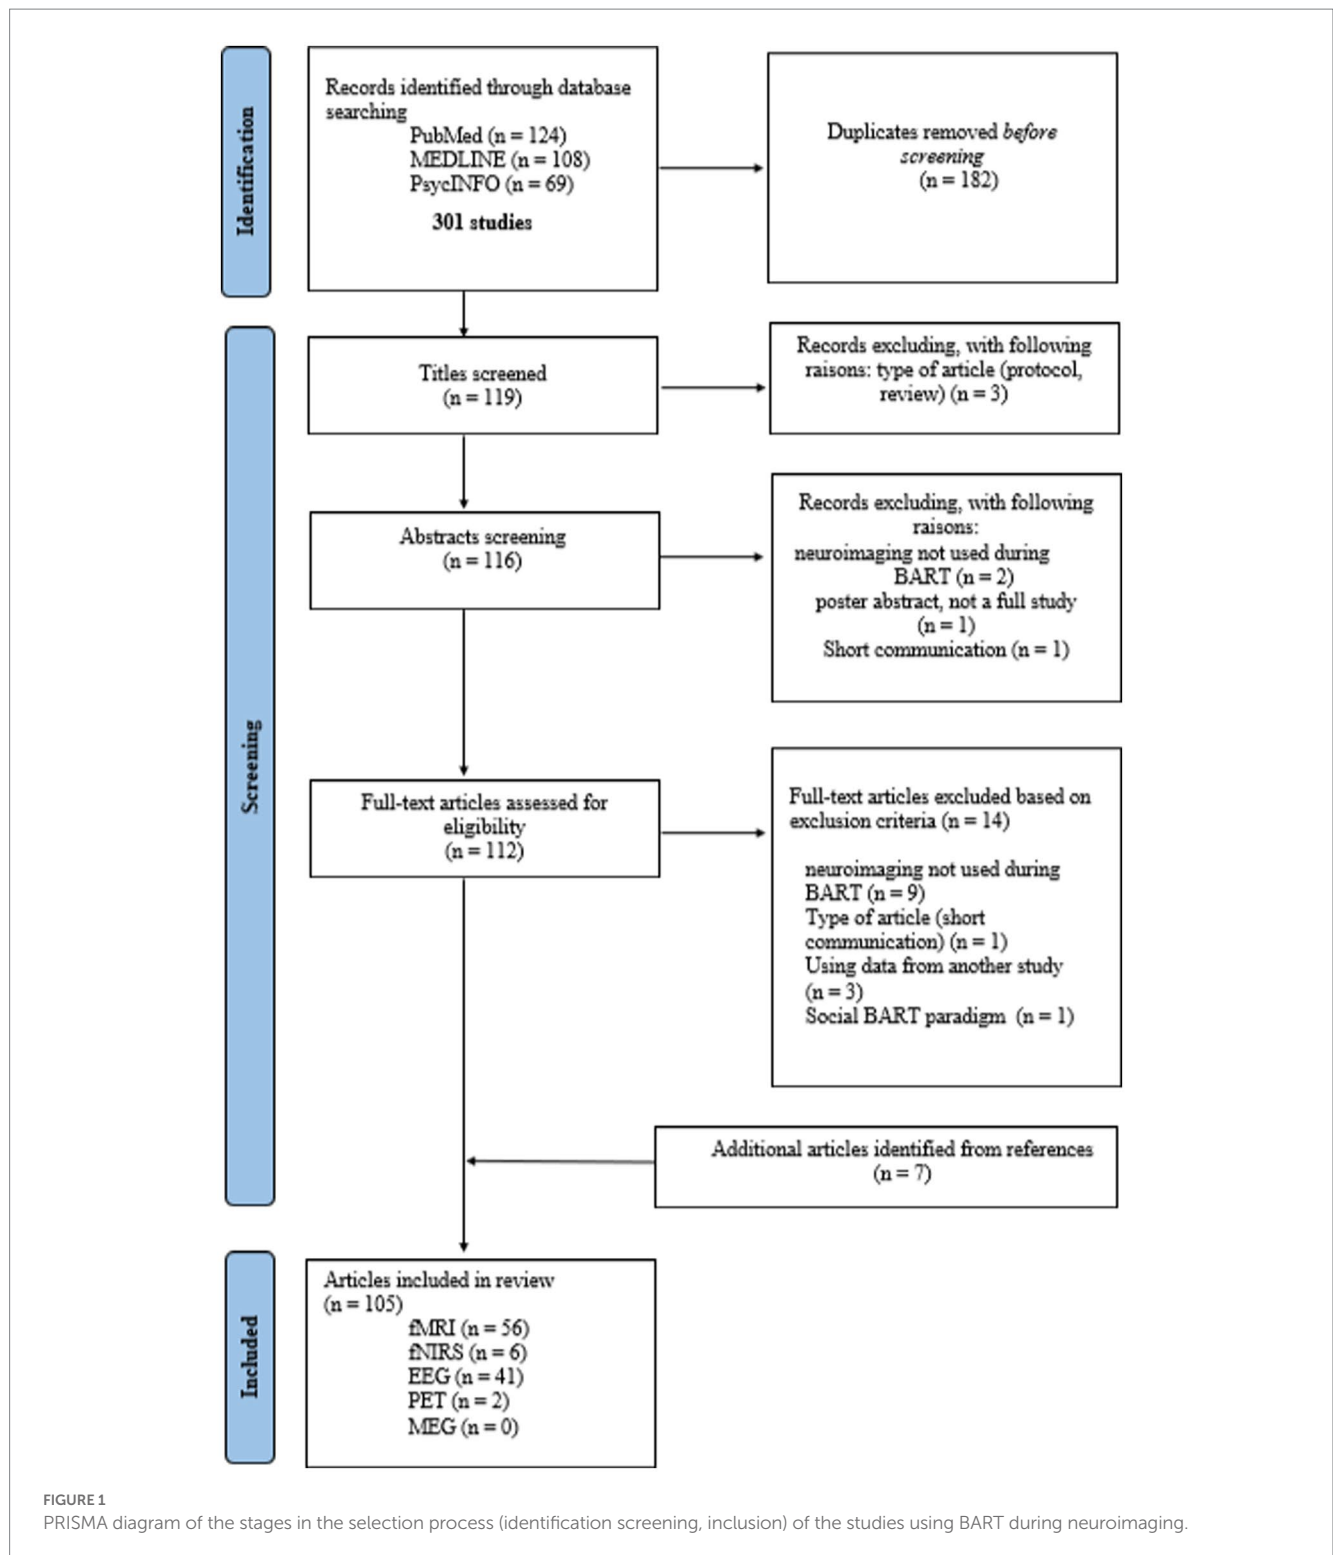 Identification
Records identified through database
searching
PubMed (n = 124)
MEDLINE (n = 108)
PsycINFO (n = 69)
301 studies
Duplicates removed before
screening
(n = 182)
Screening
Titles screened
(n = 119)
Records excluding, with following
raisons: type of article (protocol,
review) (n = 3)
Abstracts screening
(n = 116)
Records excluding, with following
raisons:
neuroimaging not used during
BART (n = 2)
poster abstract, not a full study
(n = 1)
Short communication (n = 1)
Full-text articles assessed for
eligibility
(n = 112)
Full-text articles excluded based on
exclusion criteria (n = 14)
neuroimaging not used during
BART (n = 9)
Type of article (short
communication) (n = 1)
Using data from another study
(n = 3)
Social BART paradigm (n = 1)
Additional articles identified from references
(n = 7)
Included
Articles included in review
(n = 105)
fMRI (n = 56)
fNIRS (n = 6)
EEG (n = 41)
PET (n = 2)
MEG (n = 0)
FIGURE 1
PRISMA diagram of the stages in the selection process (identification screening, inclusion) of the studies using BART during neuroimaging.